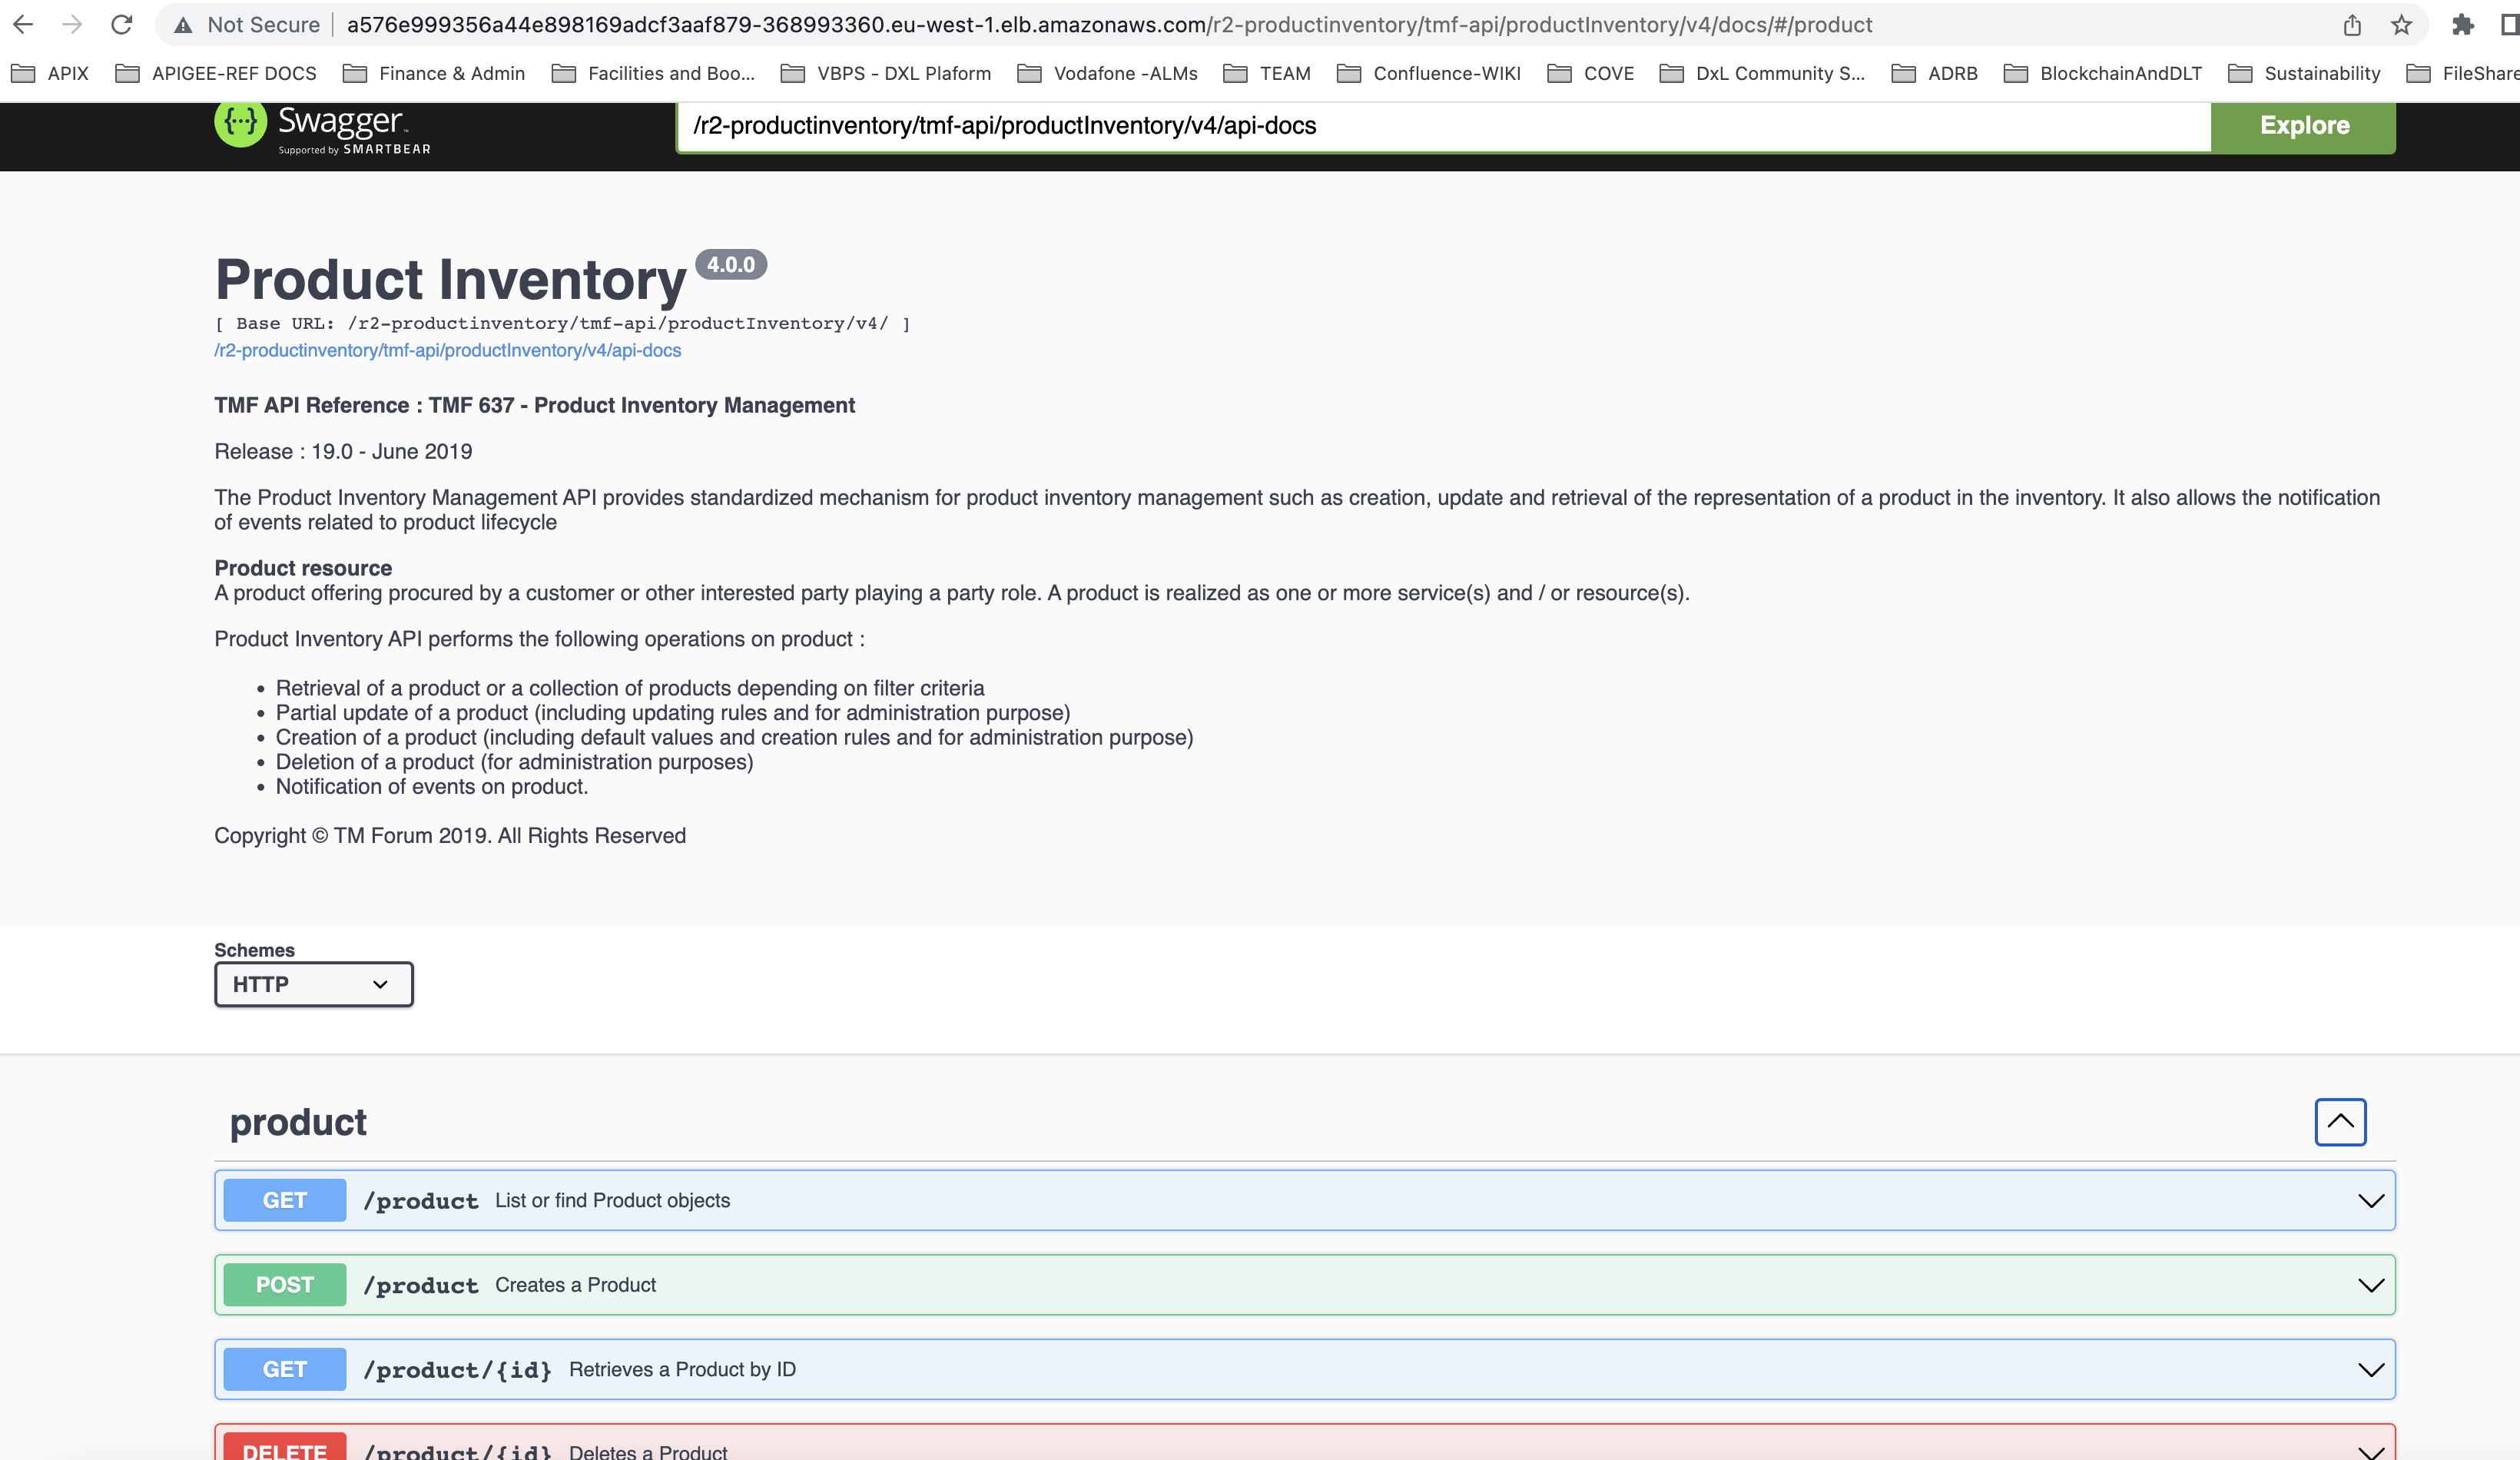 Not Secure a576e999356a44e898169adcf3aaf879-368993360.eu-west-1.elb.amazonaws.com/r2-productinventory/tmf-api/productInventory/v4/docs/#/product
APIX APIGEE-REF DOCS Finance & Admin Facilities and Boo... VBPS - DXL Plaform Vodafone -ALMs TEAM Confluence-WIKI COVE DxL Community S... ADRB BlockchainAndDLT Sustainability FileShare
{···} Swagger™ /r2-productinventory/tmf-api/productInventory/v4/api-docs Explore
Supported by SMARTBEAR
Product Inventory 4.0.0
[ Base URL: /r2-productinventory/tmf-api/productInventory/v4/ ]
/r2-productinventory/tmf-api/productInventory/v4/api-docs
TMF API Reference : TMF 637 - Product Inventory Management
Release : 19.0 - June 2019
The Product Inventory Management API provides standardized mechanism for product inventory management such as creation, update and retrieval of the representation of a product in the inventory. It also allows the notification
of events related to product lifecycle
Product resource
A product offering procured by a customer or other interested party playing a party role. A product is realized as one or more service(s) and / or resource(s).
Product Inventory API performs the following operations on product :
• Retrieval of a product or a collection of products depending on filter criteria
• Partial update of a product (including updating rules and for administration purpose)
• Creation of a product (including default values and creation rules and for administration purpose)
• Deletion of a product (for administration purposes)
• Notification of events on product.
Copyright © TM Forum 2019. All Rights Reserved
Schemes
HTTP
product
GET /product List or find Product objects
POST /product Creates a Product
GET /product/{id} Retrieves a Product by ID
DELETE /product/{id} Deletes a Product